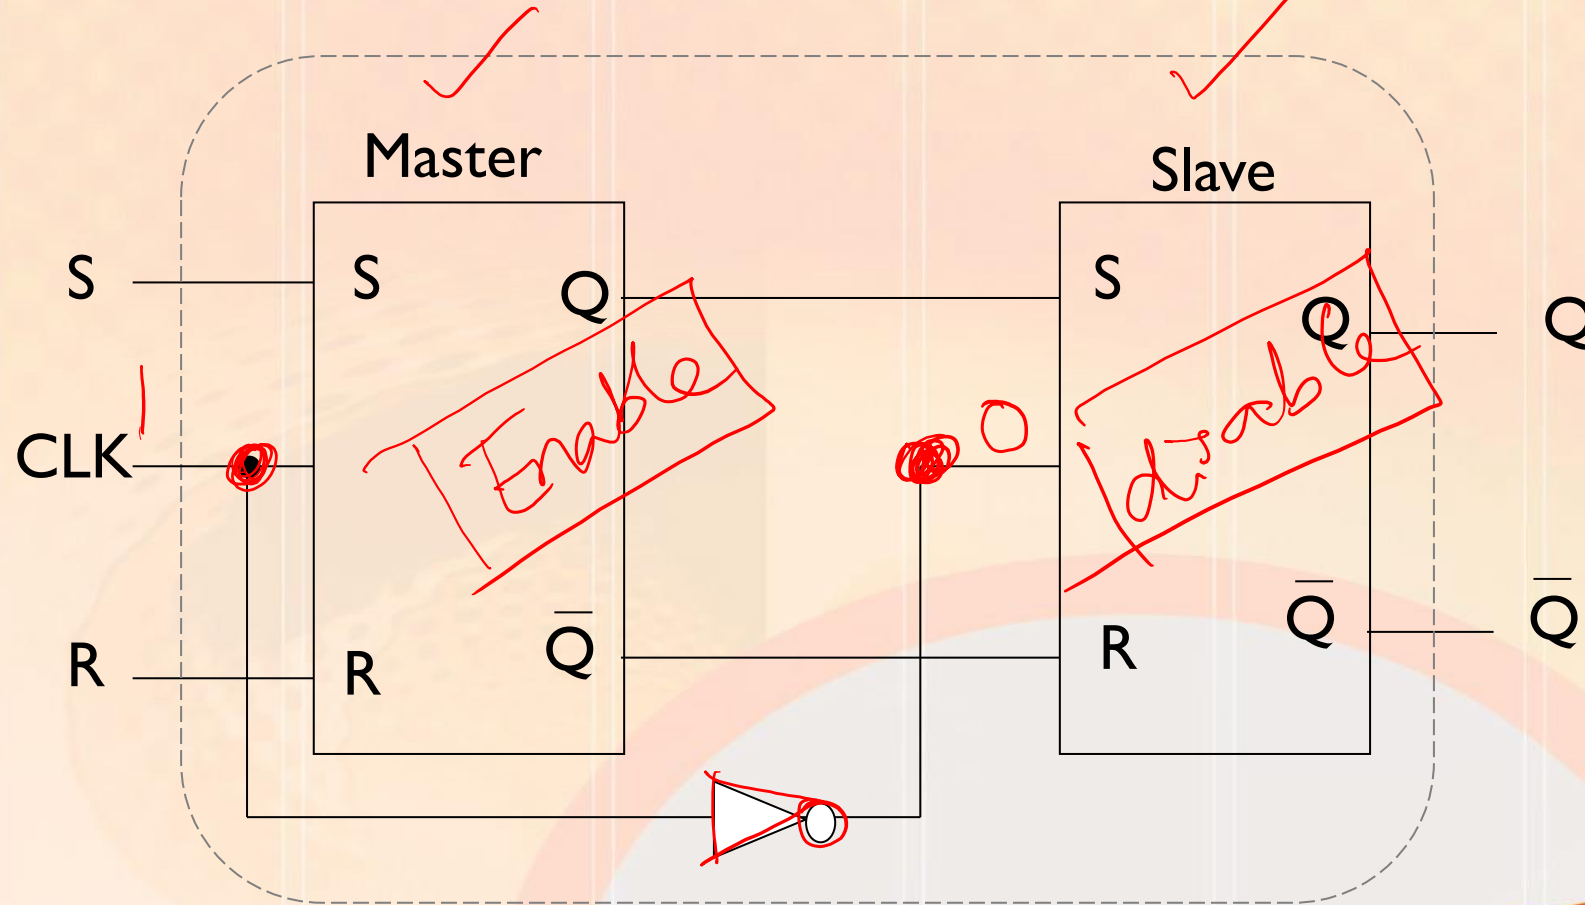 Master
Slave
S
S
Q
S
Q
Q
Enable
disable
1
CLK
0
R
R
Q̅
R
Q̅
Q̅